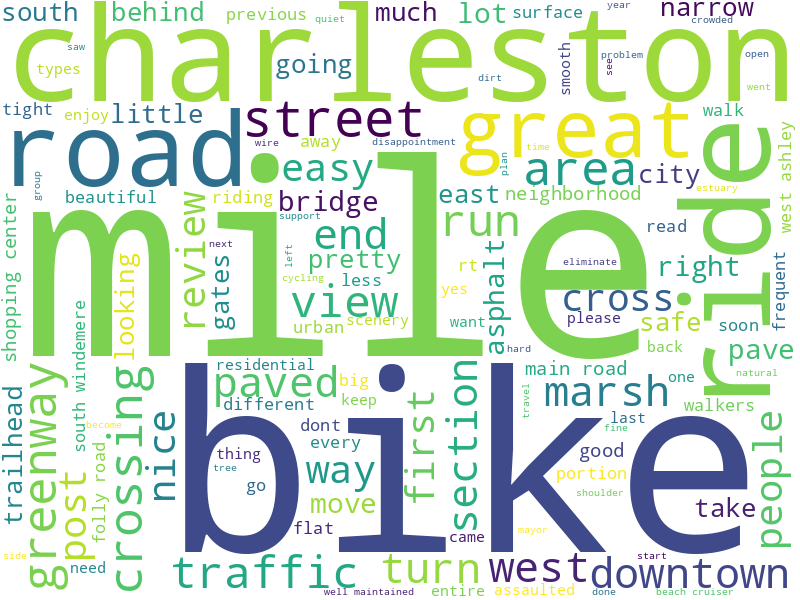 south
behind
previous
quiet
much
lot
surface
year
crowded
narrow
charleston
saw
types
going
smooth
problem
see
open
went
dirt
tight
enjoy
little
road
street
wire
away
disappointment
great
time
walk
ride
west ashley
group
beautiful
riding
easy
bridge
support
east
area
plan
city
estuary
neighborhood
mile
shopping center
looking
review
gates
next
end
pretty
left
cycling
less
view
urban
scenery
run
rt
yes
want
asphalt
eliminate
cross
please
read
right
safe
soon
frequent
back
pave
south windemere
residential
paved
big
different
keep
hard
main road
one
natural
walkers
trailhead
greenway
become
folly road
post
crossing
nice
bike
dont
every
thing
tree
go
way
move
flat
first
section
came
travel
last
fine
good
portion
shoulder
take
people
mayor
side
need
traffic
well maintained
turn
entire
west
assaulted
downtown
done
start
beach cruiser